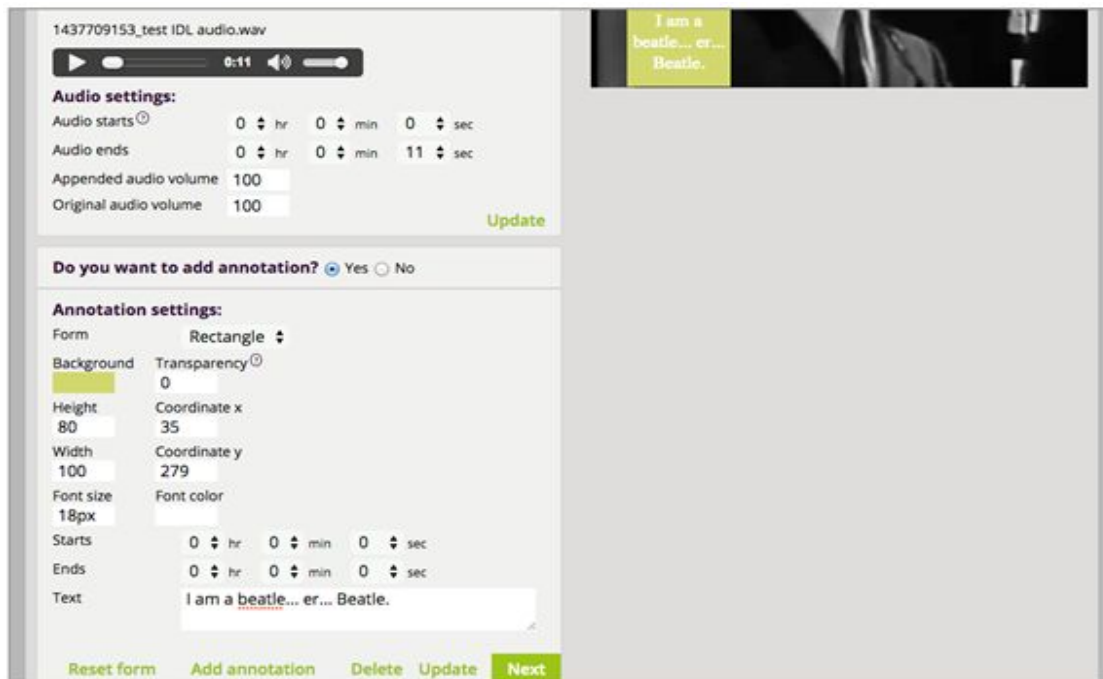 1437709153_test IDL audio.wav
0:11
Audio settings:
Audio starts ? 0 hr 0 min 0 sec
Audio ends 0 hr 0 min 11 sec
Appended audio volume 100
Original audio volume 100
Update
Do you want to add annotation? Yes No
Annotation settings:
Form Rectangle
Background Transparency ?
0
Height Coordinate x
80 35
Width Coordinate y
100 279
Font size Font color
18px
Starts 0 hr 0 min 0 sec
Ends 0 hr 0 min 0 sec
Text I am a beatle... er... Beatle.
Reset form Add annotation Delete Update Next
I am a
beatle... er...
Beatle.